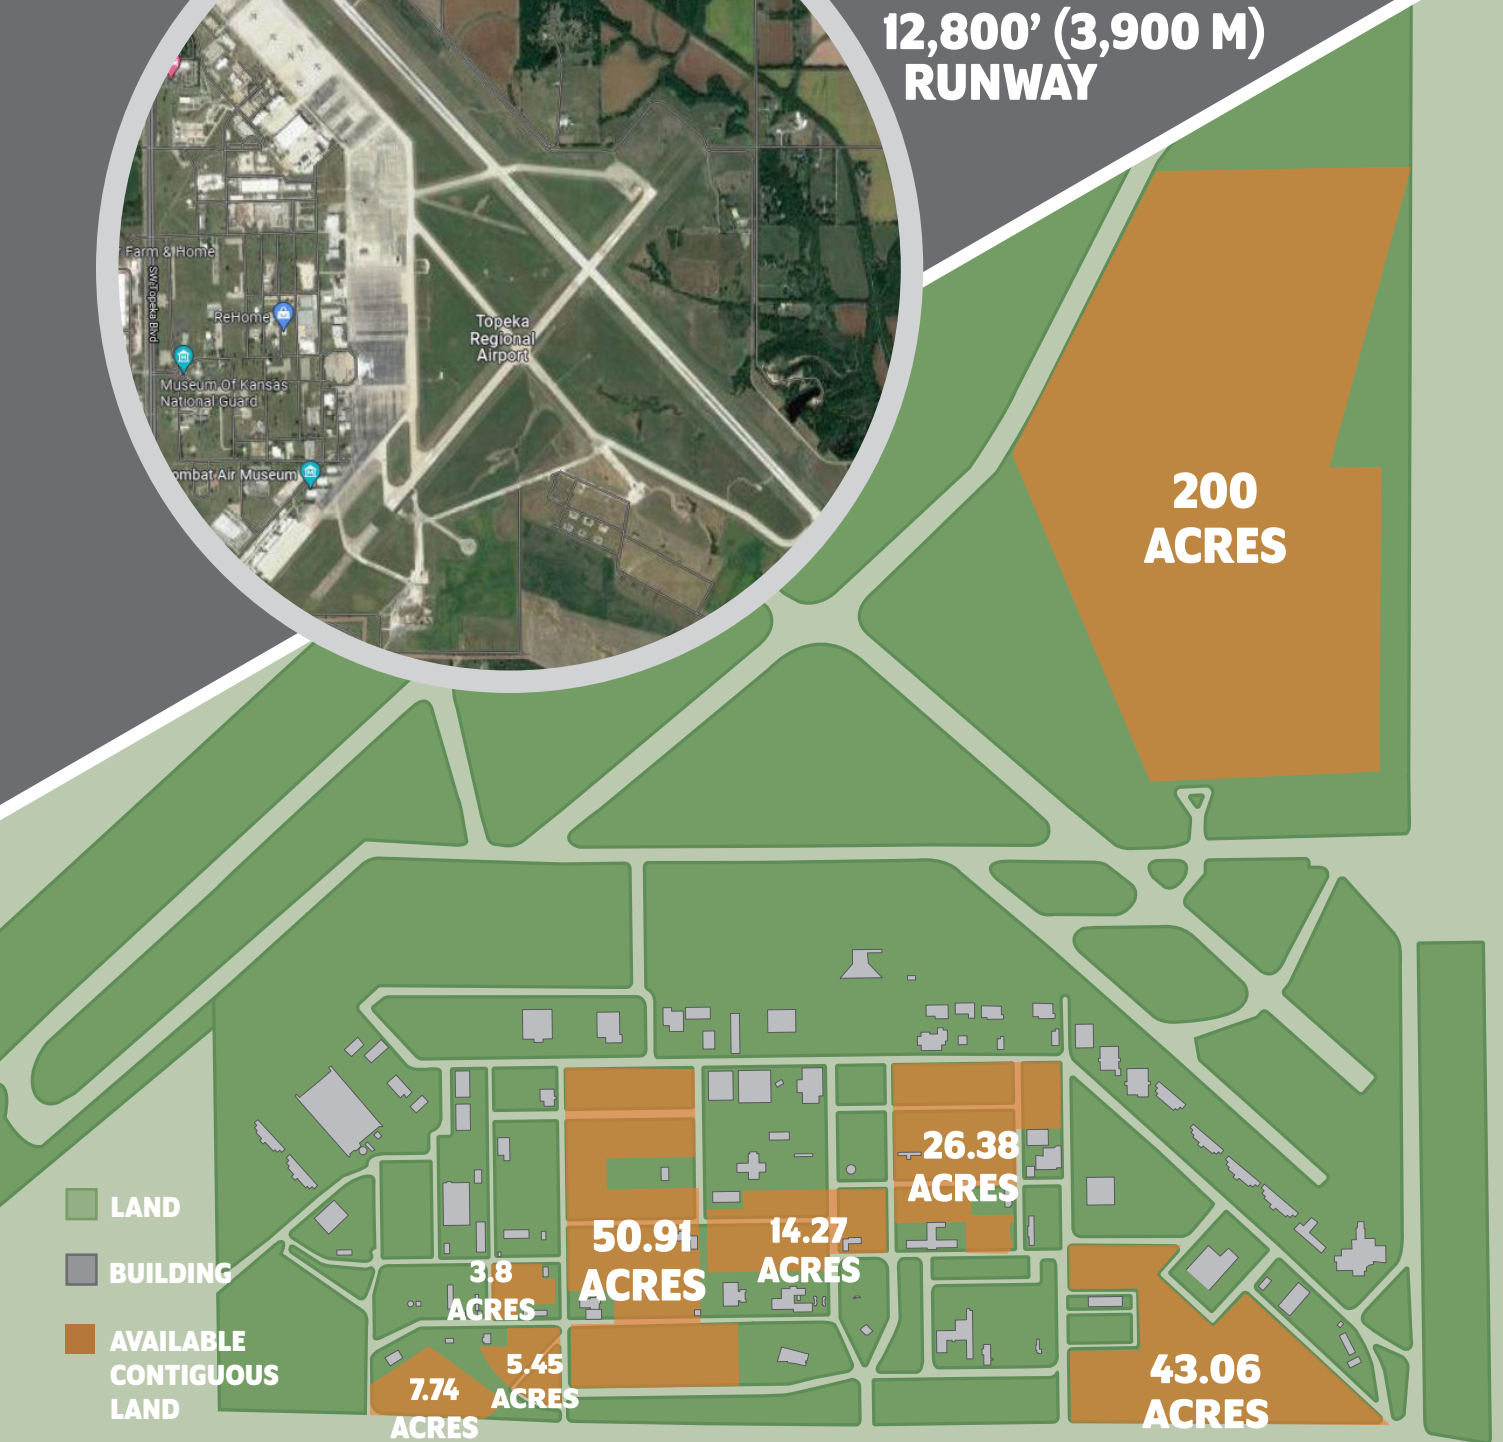 12,800’ (3,900 M)
RUNWAY
Farm & Home
SW Topeka Blvd
ReHome
Topeka
Regional
Airport
Museum Of Kansas
National Guard
ombat Air Museum
200
ACRES
26.38
ACRES
50.91
ACRES
14.27
ACRES
3.8
ACRES
5.45
ACRES
7.74
ACRES
43.06
ACRES
LAND
BUILDING
AVAILABLE
CONTIGUOUS
LAND